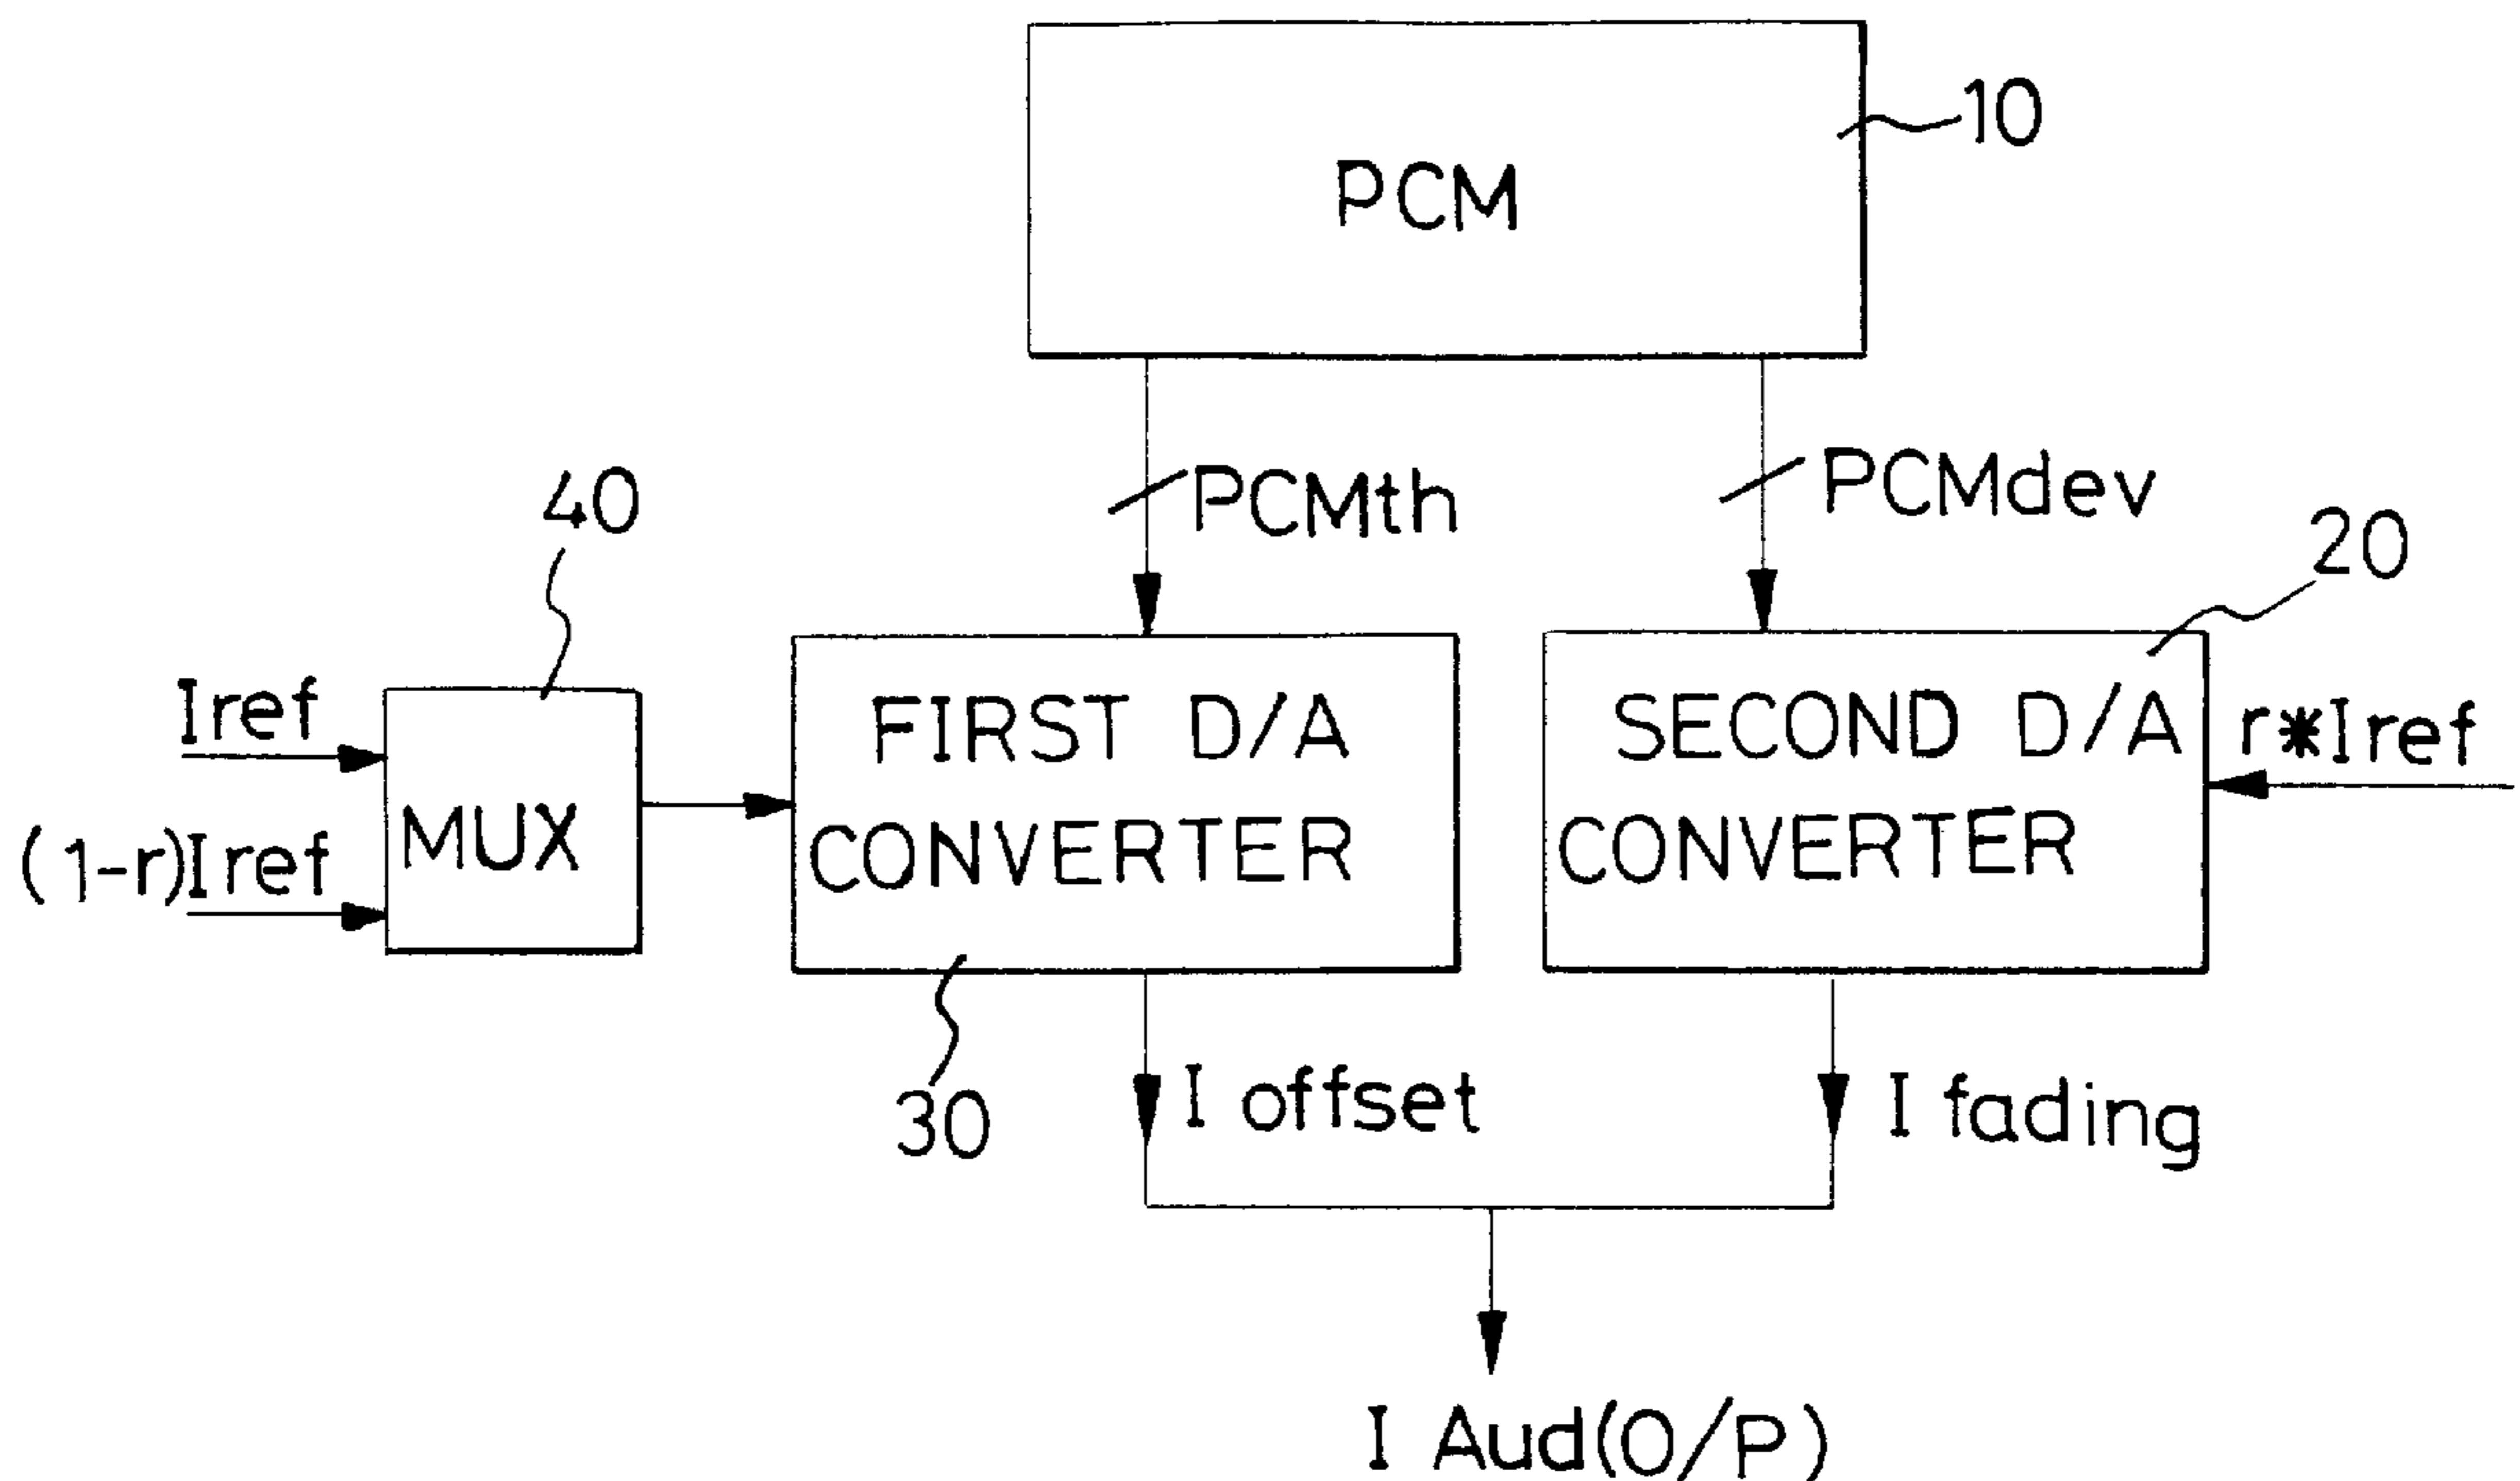 10
PCM
PCMth
PCMdev
40
20
Iref
(1-r)Iref
MUX
FIRST D/A
CONVERTER
SECOND D/A
CONVERTER
r*Iref
30
I offset
I fading
I Aud(O/P)